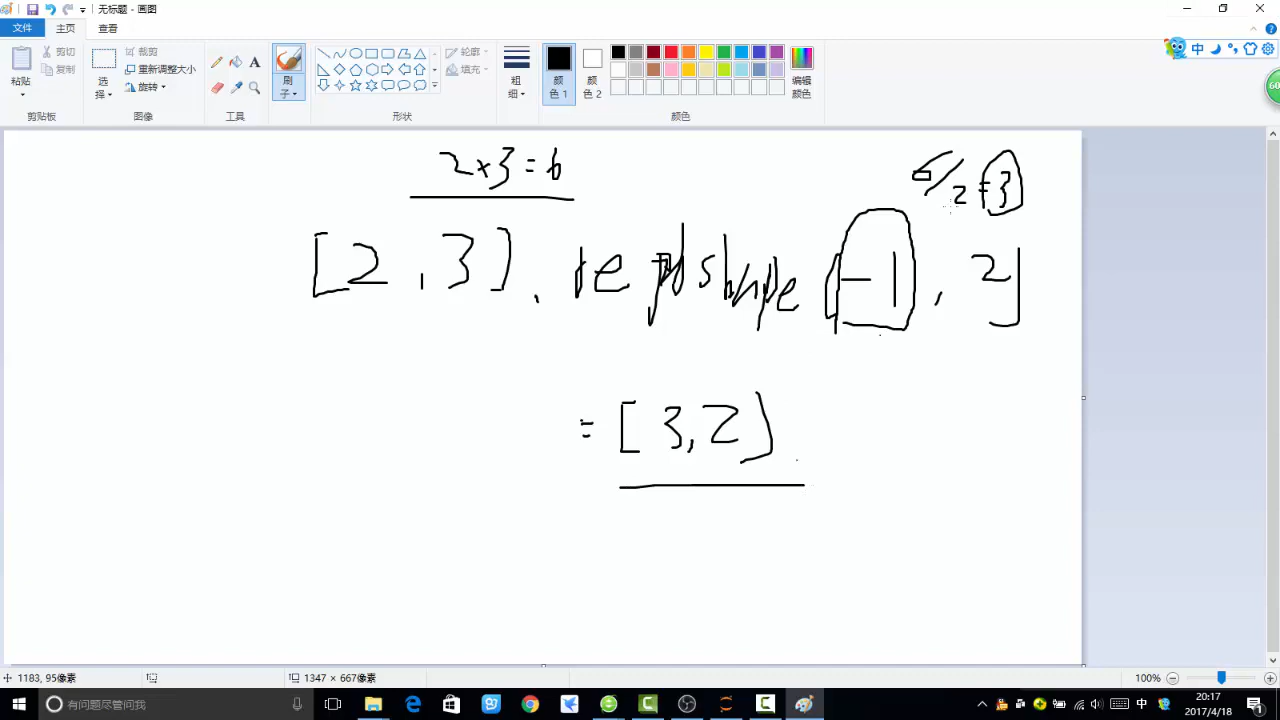 无标题 - 画图
文件 主页 查看
粘贴 剪切 复制 选择 裁剪 重新调整大小 旋转 A 刷子 轮廓 填充 粗细 颜色 1 颜色 2 编辑颜色
剪贴板 图像 工具 形状 颜色
中
60
2×3=6
6/2=3
[2,3]. reshape(-1, 2]
= [3,2)
1183, 95像素 1347 × 667像素 100%
有问题尽管问我 中 20:17
2017/4/18